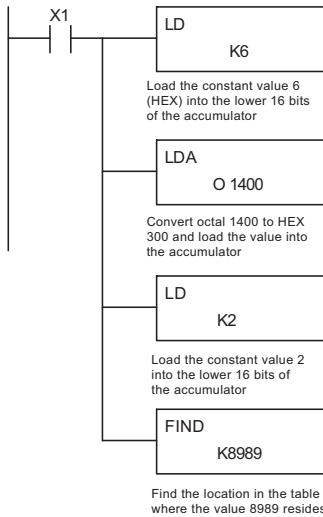 X1
LD
K6
Load the constant value 6
(HEX) into the lower 16 bits
of the accumulator
LDA
O 1400
Convert octal 1400 to HEX
300 and load the value into
the accumulator
LD
K2
Load the constant value 2
into the lower 16 bits of
the accumulator
FIND
K8989
Find the location in the table
where the value 8989 resides